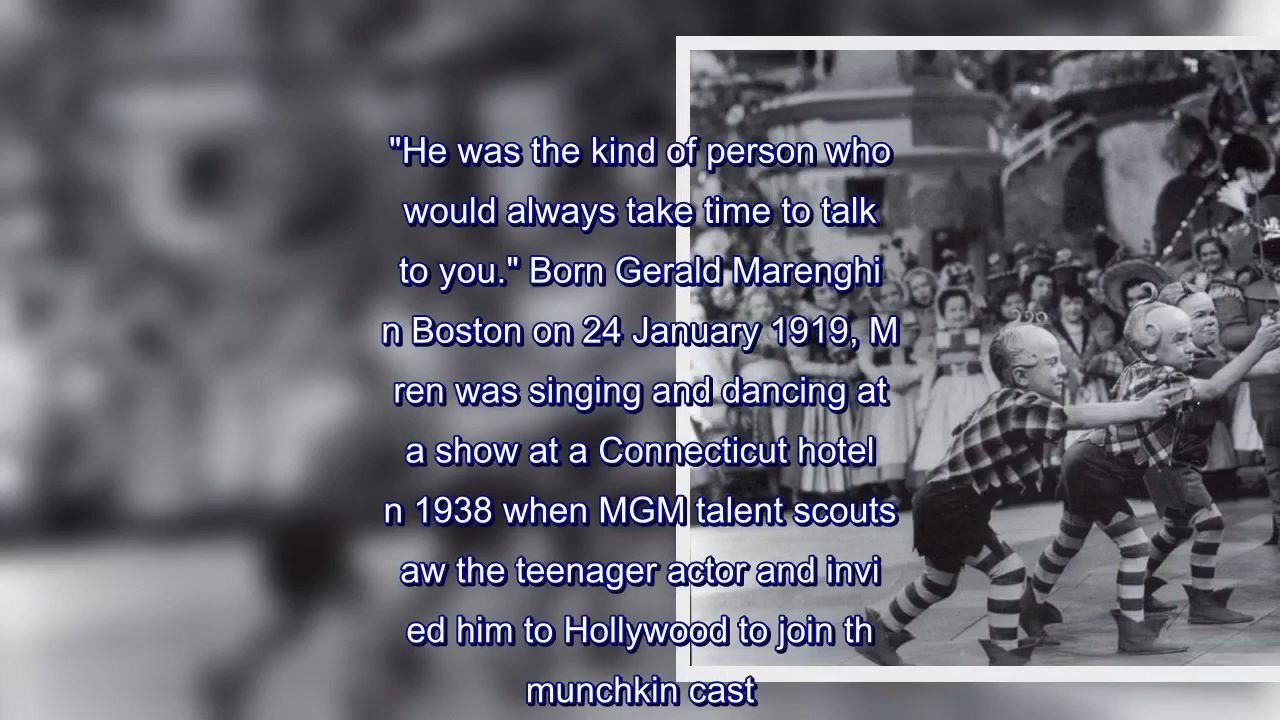 "He was the kind of person who
would always take time to talk
to you." Born Gerald Marenghi
n Boston on 24 January 1919, M
ren was singing and dancing at
a show at a Connecticut hotel
n 1938 when MGM talent scouts
aw the teenager actor and invi
ed him to Hollywood to join th
munchkin cast